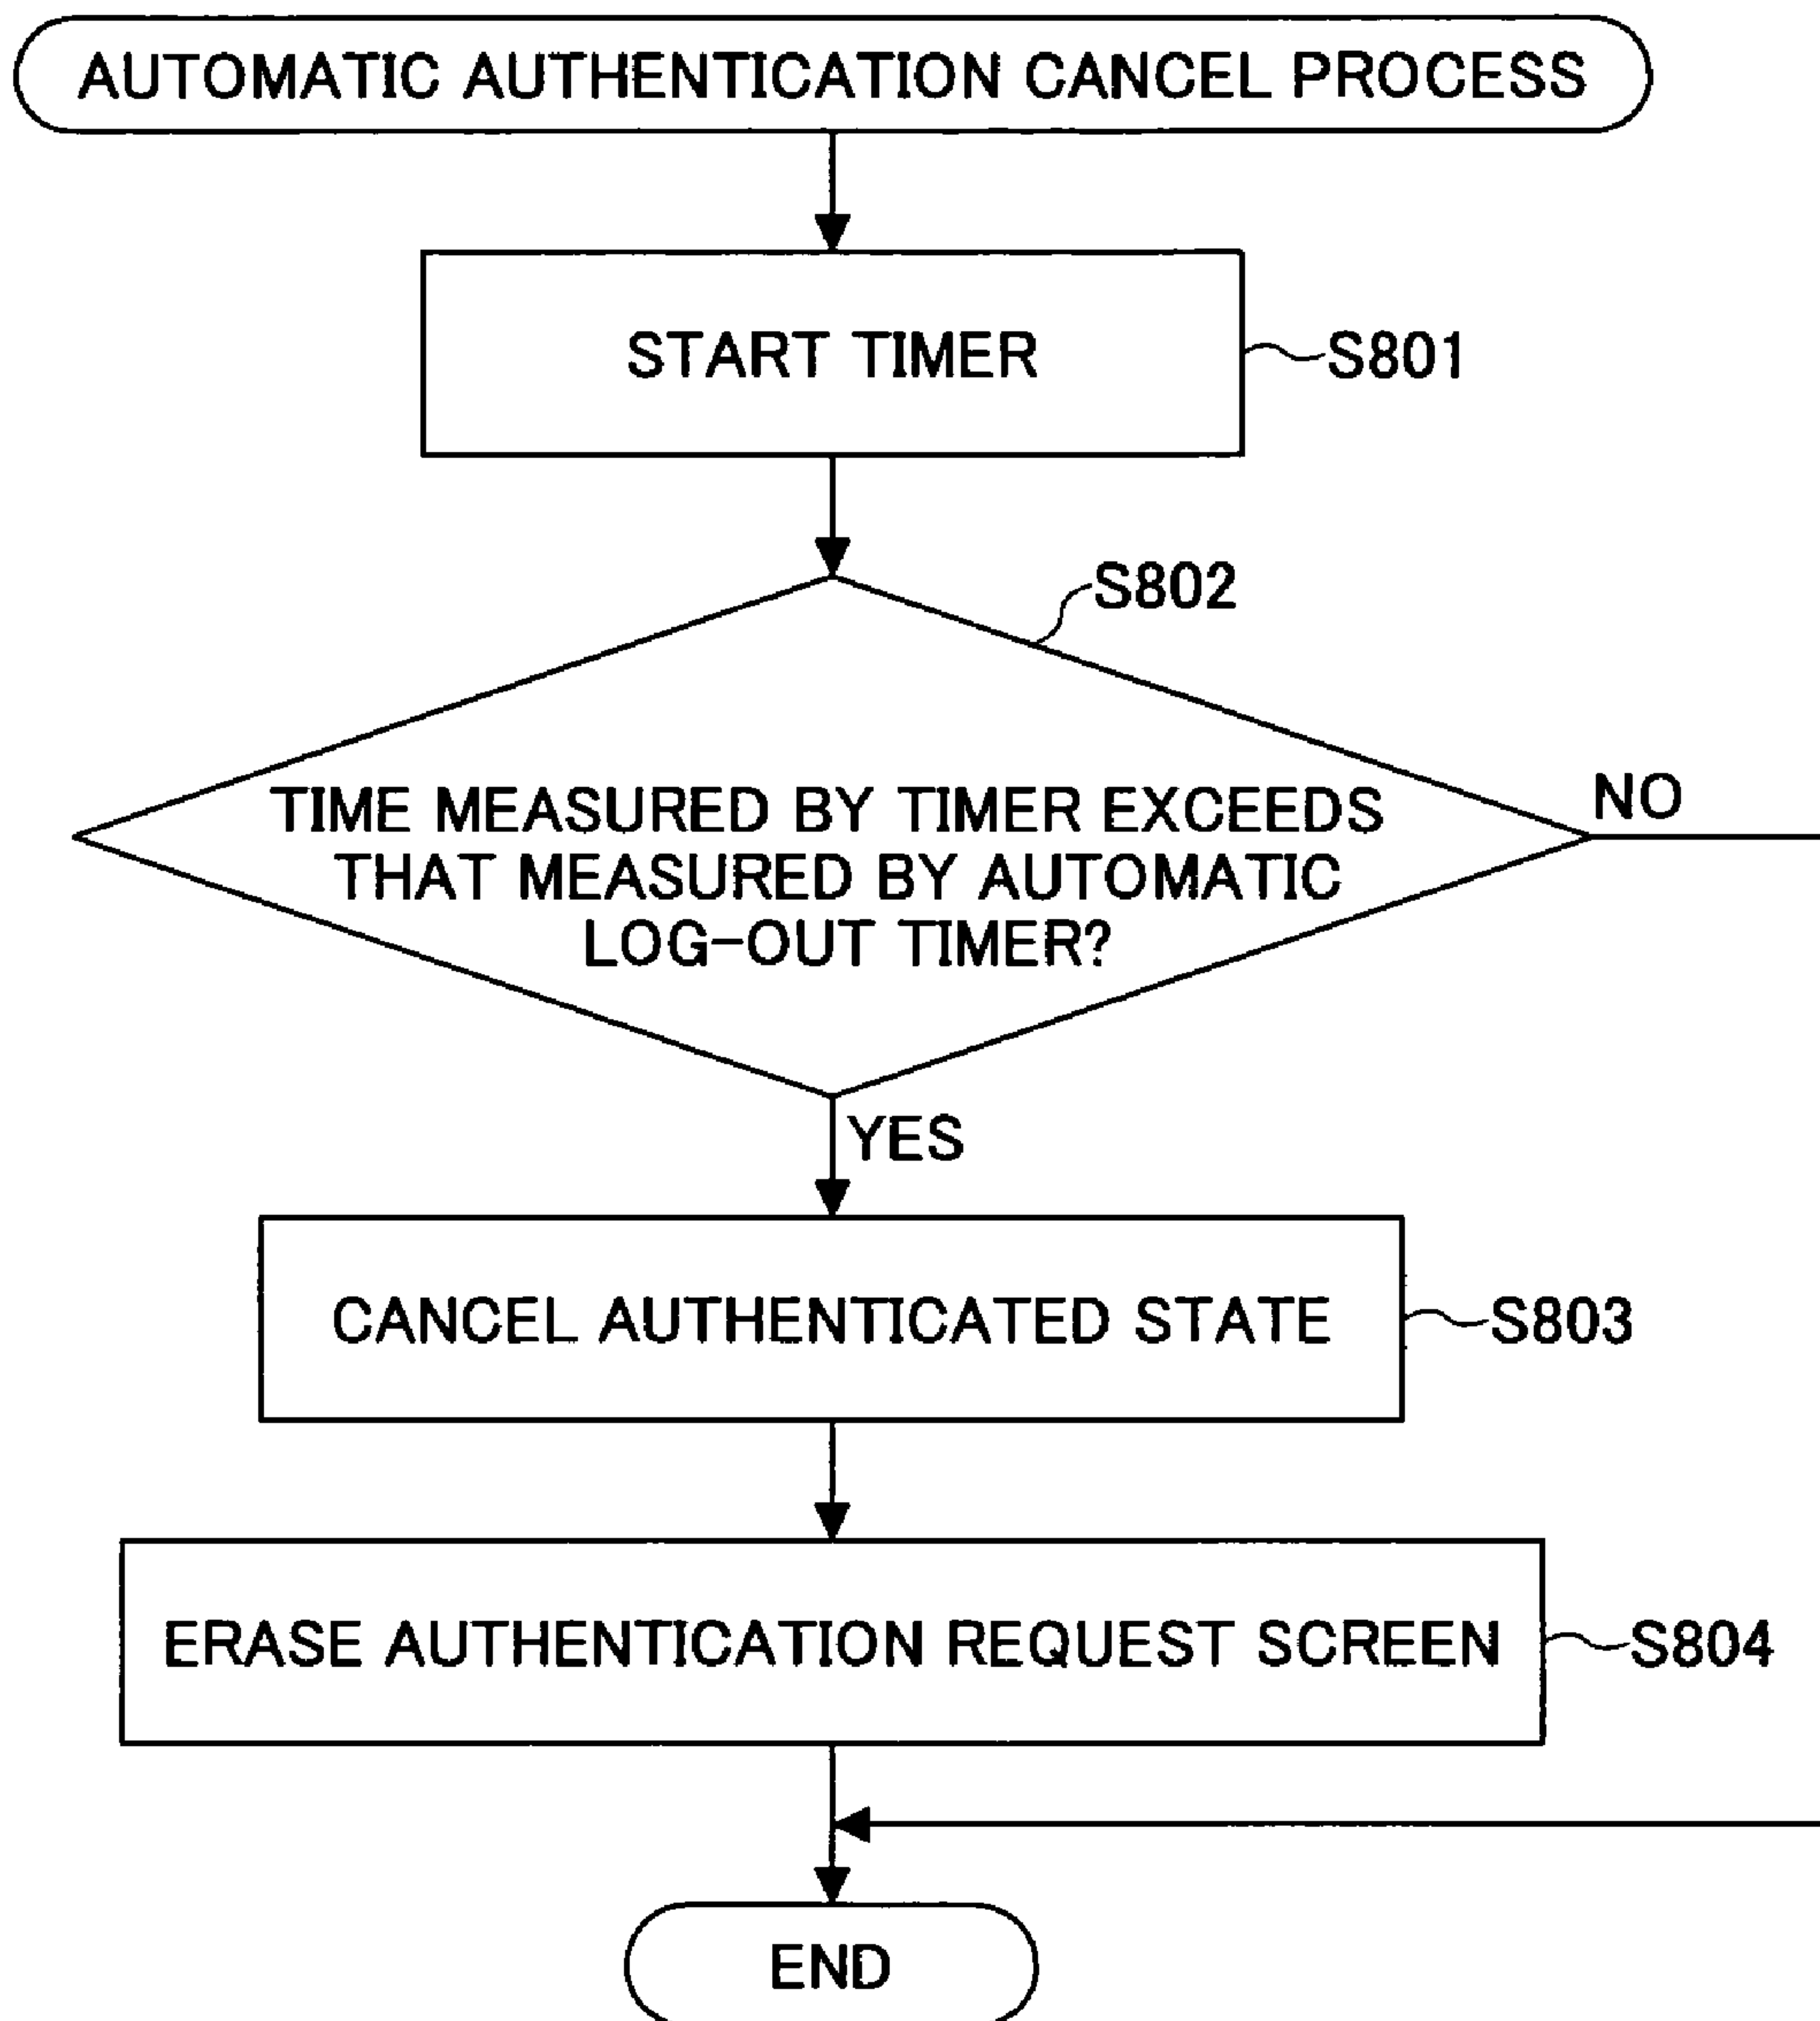 AUTOMATIC AUTHENTICATION CANCEL PROCESS
START TIMER
S801
S802
TIME MEASURED BY TIMER EXCEEDS
THAT MEASURED BY AUTOMATIC
LOG-OUT TIMER?
NO
YES
CANCEL AUTHENTICATED STATE
S803
ERASE AUTHENTICATION REQUEST SCREEN
S804
END